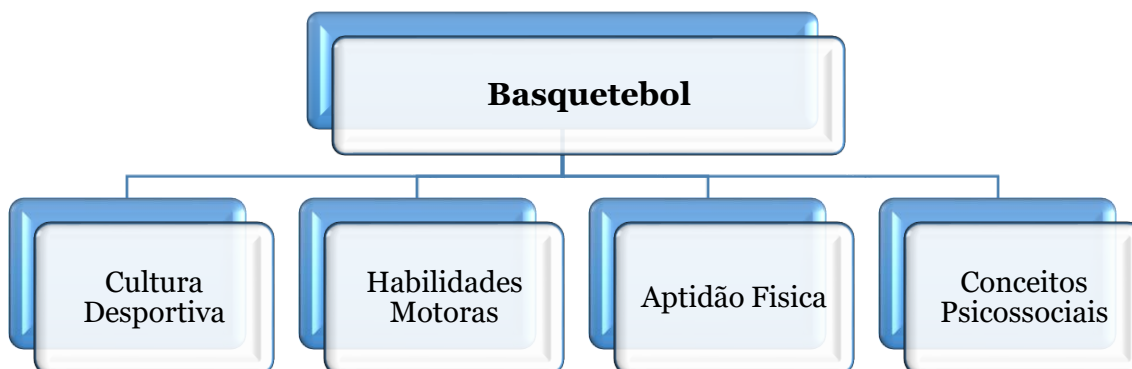 Basquetebol
Cultura
Desportiva
Habilidades
Motoras
Aptidão Fisica
Conceitos
Psicossociais